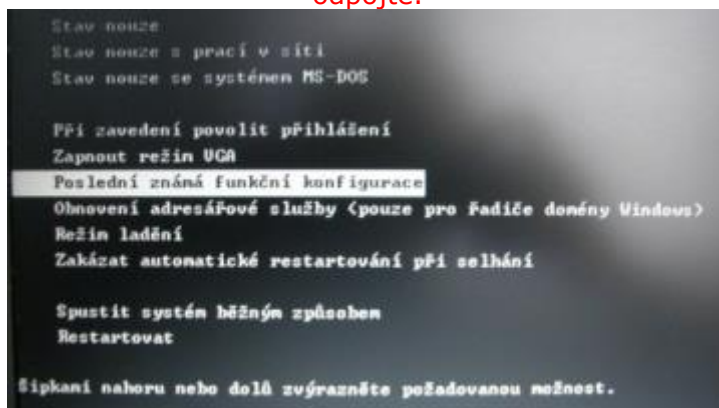 odpojte.
Stav nouze
Stav nouze s prací v síti
Stav nouze se systémem MS-DOS
Při zavedení povolit přihlášení
Zapnout režim VGA
Poslední známá funkční konfigurace
Obnovení adresářové služby (pouze pro řadiče domény Windows)
Režim ladění
Zakázat automatické restartování při selhání
Spustit systém běžným způsobem
Restartovat
Šipkami nahoru nebo dolů zvýrazněte požadovanou možnost.